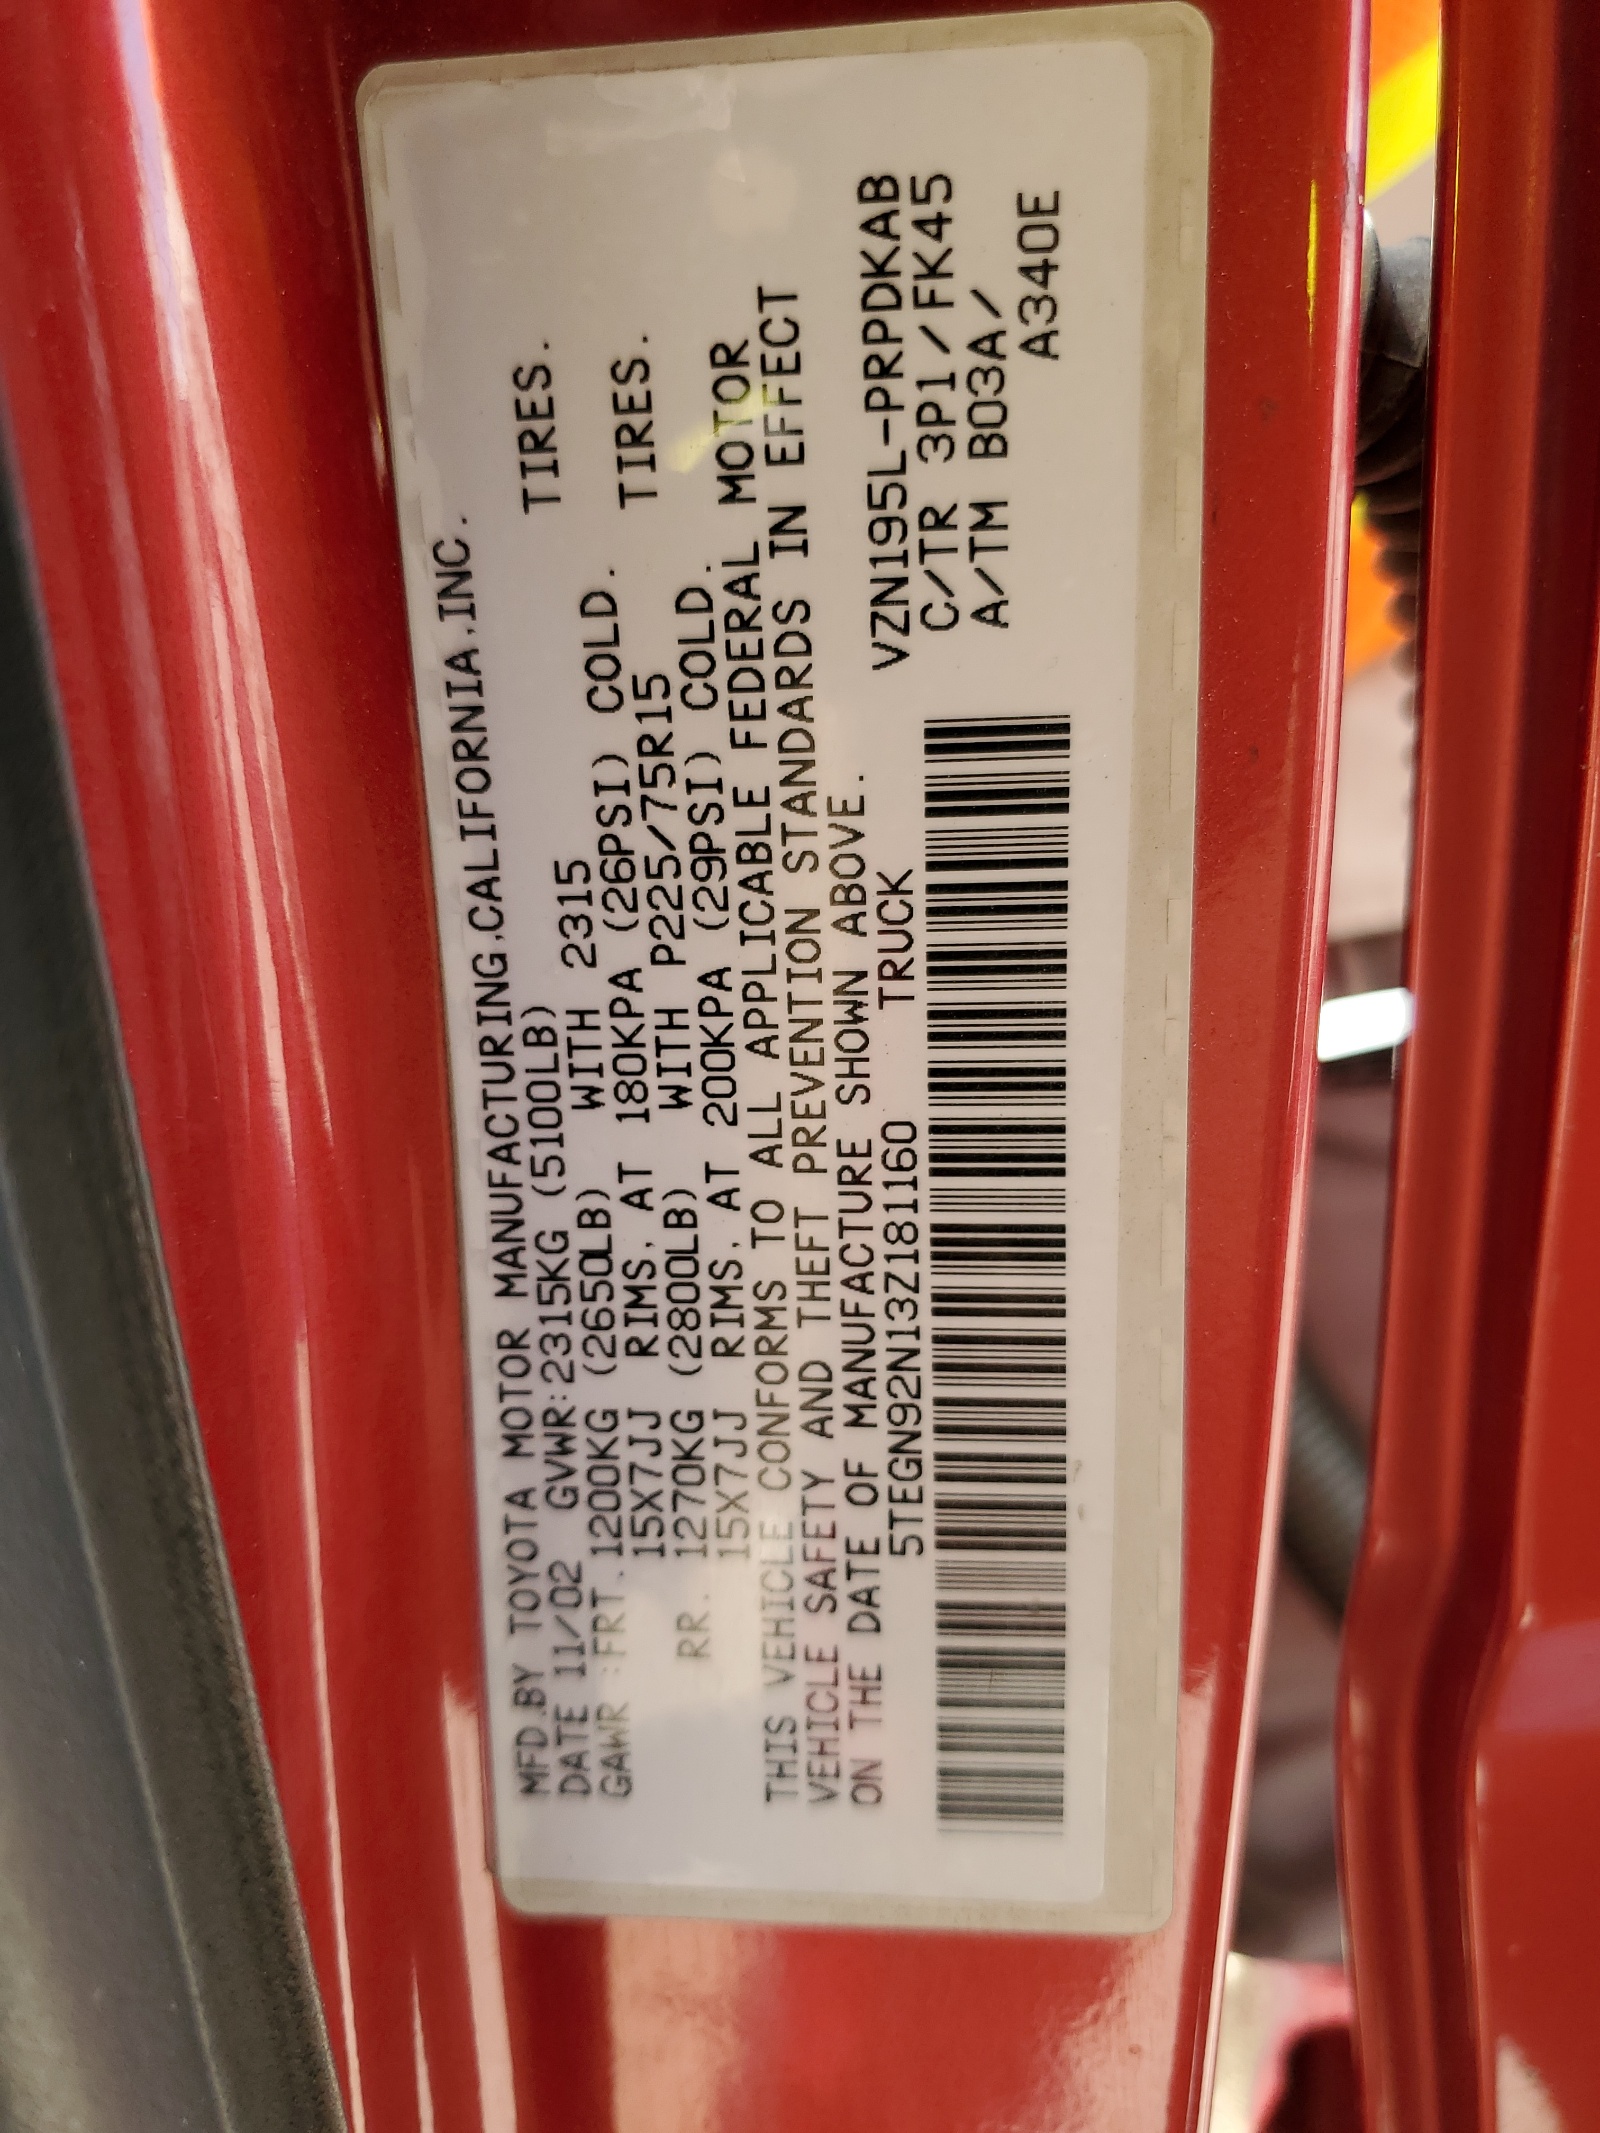 MFD.BY TOYOTA MOTOR MANUFACTURING.CALIFORNIA.INC.
DATE 11/02 GVWR:2315KG (5100LB)
GAWR:FRT.1200KG (2650LB) WITH 2315 TIRES.
15X7JJ RIMS, AT 180KPA (26PSI) COLD.
RR. 1270KG (2800LB) WITH P225/75R15 TIRES.
15X7JJ RIMS, AT 200KPA (29PSI) COLD.
THIS VEHICLE CONFORMS TO ALL APPLICABLE FEDERAL MOTOR
VEHICLE SAFETY AND THEFT PREVENTION STANDARDS IN EFFECT
ON THE DATE OF MANUFACTURE SHOWN ABOVE.
5TEGN92N13Z181160 TRUCK VZN195L-PRPDKAB
C/TR 3P1/FK45
A/TM B03A/
A340E